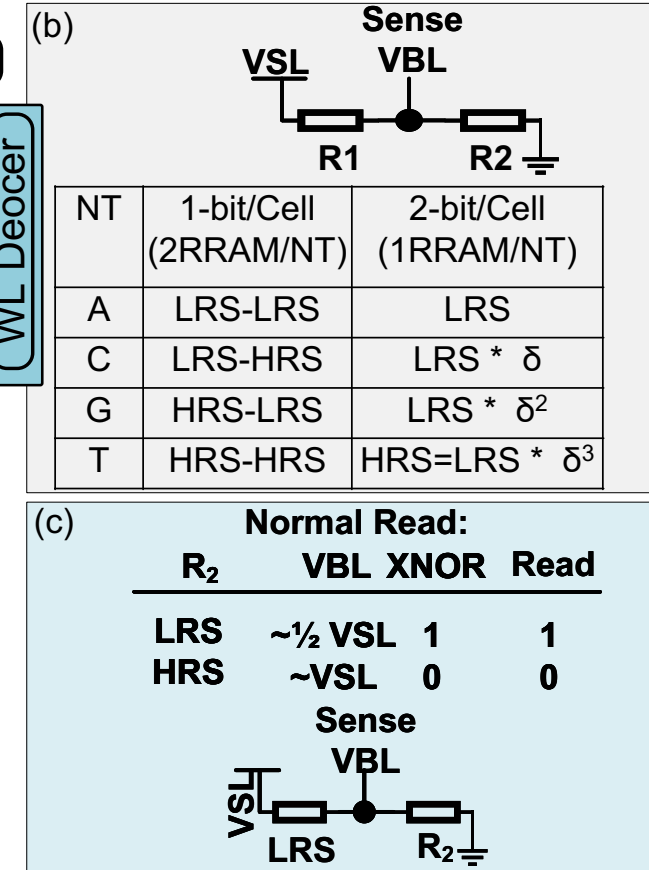 (b)
Sense
VSL VBL
R1 R2
WL Deocer
NT 1-bit/Cell 2-bit/Cell
(2RRAM/NT) (1RRAM/NT)
A LRS-LRS LRS
C LRS-HRS LRS * δ
G HRS-LRS LRS * δ²
T HRS-HRS HRS=LRS * δ³
(c) Normal Read:
R₂ VBL XNOR Read
LRS ~½ VSL 1 1
HRS ~VSL 0 0
Sense
VBL
VSL
LRS R₂